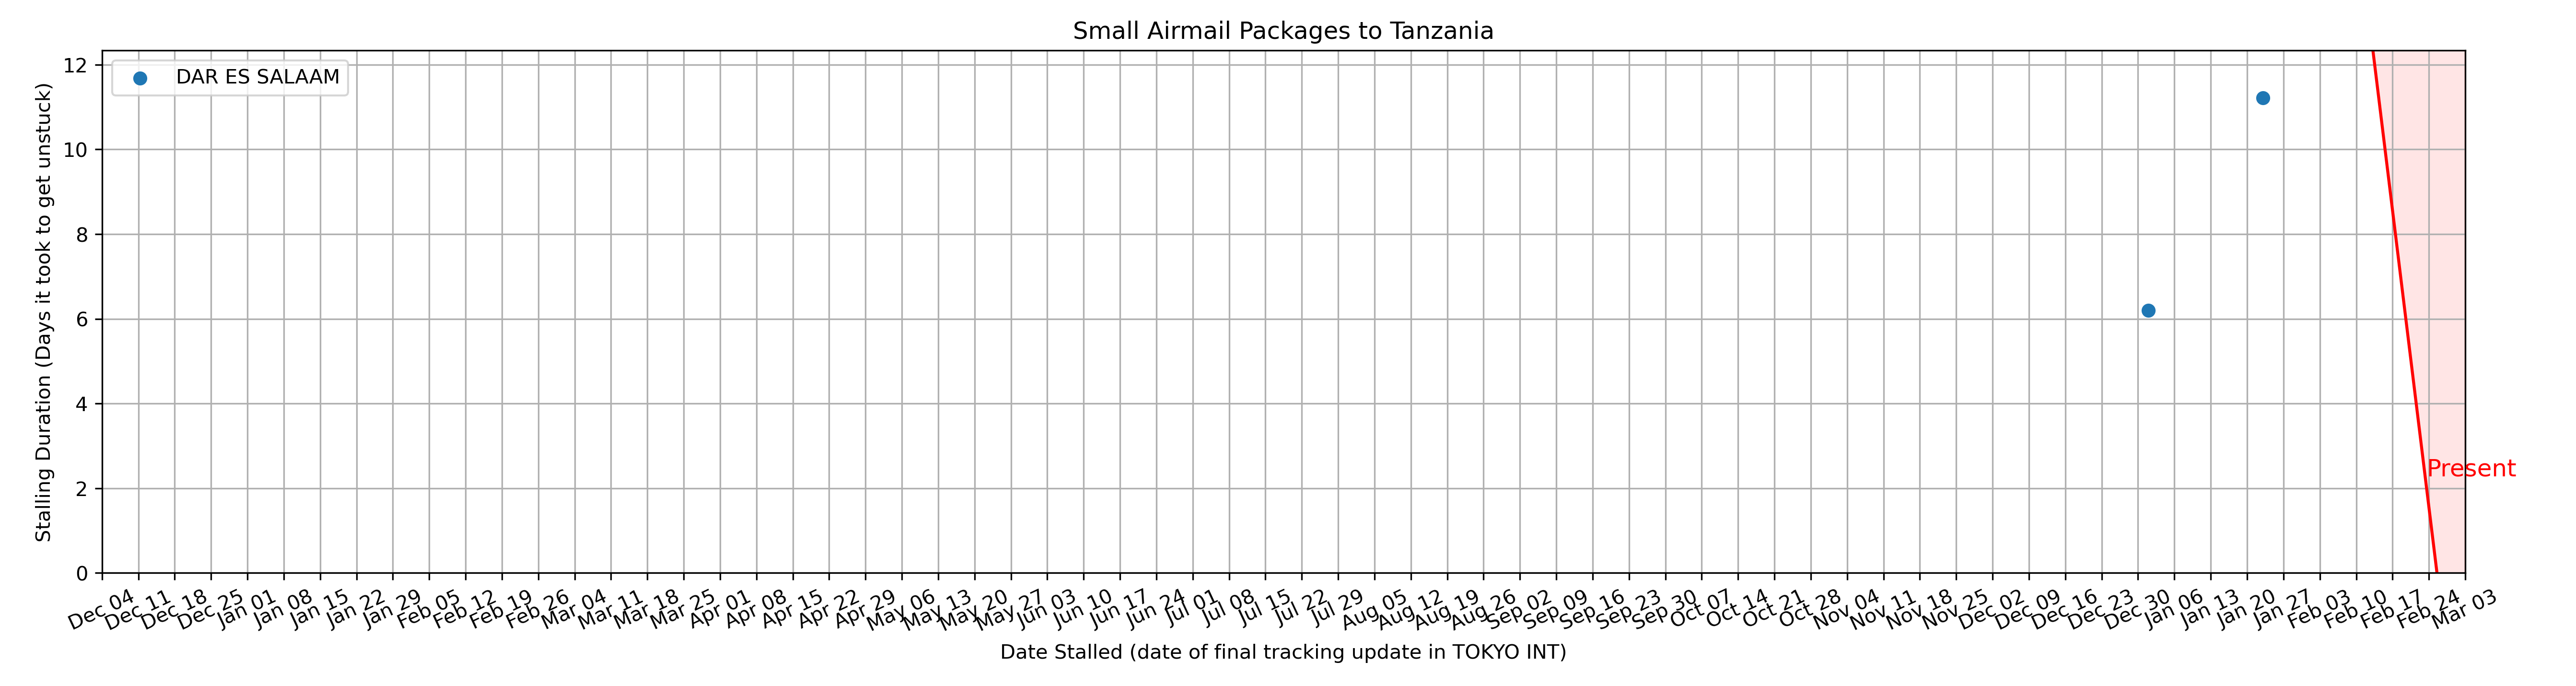 Small Airmail Packages to Tanzania
DAR ES SALAAM
Stalling Duration (Days it took to get unstuck)
12
10
8
6
4
2
0
Present
Dec 04 Dec 11 Dec 18 Dec 25 Jan 01 Jan 08 Jan 15 Jan 22 Jan 29 Feb 05 Feb 12 Feb 19 Feb 26 Mar 04 Mar 11 Mar 18 Mar 25 Apr 01 Apr 08 Apr 15 Apr 22 Apr 29 May 06 May 13 May 20 May 27 Jun 03 Jun 10 Jun 17 Jun 24 Jul 01 Jul 08 Jul 15 Jul 22 Jul 29 Aug 05 Aug 12 Aug 19 Aug 26 Sep 02 Sep 09 Sep 16 Sep 23 Sep 30 Oct 07 Oct 14 Oct 21 Oct 28 Nov 04 Nov 11 Nov 18 Nov 25 Dec 02 Dec 09 Dec 16 Dec 23 Dec 30 Jan 06 Jan 13 Jan 20 Jan 27 Feb 03 Feb 10 Feb 17 Feb 24 Mar 03
Date Stalled (date of final tracking update in TOKYO INT)